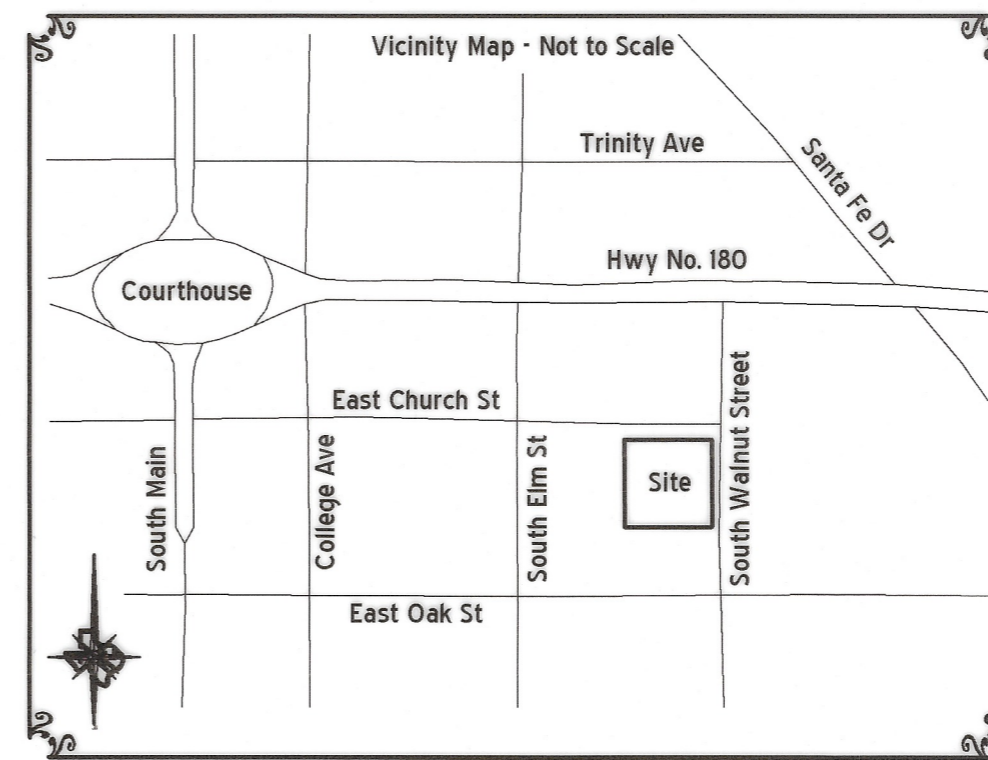 Vicinity Map - Not to Scale
Trinity Ave
Santa Fe Dr
Hwy No. 180
Courthouse
East Church St
South Main
College Ave
South Elm St
Site
South Walnut Street
East Oak St